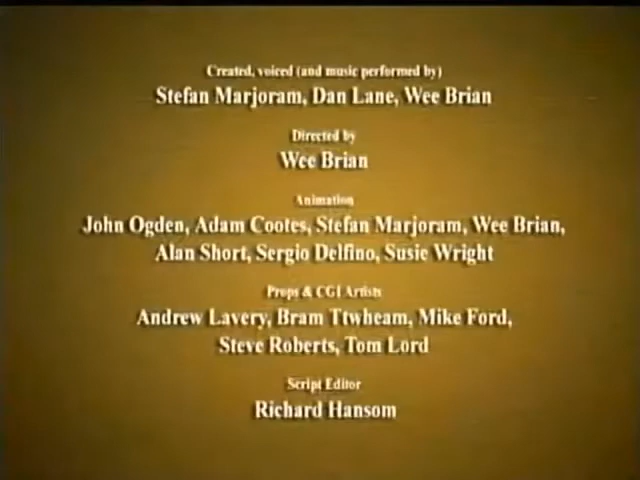 Created, voiced (and music performed by)
Stefan Marjoram, Dan Lane, Wee Brian
Directed by
Wee Brian
Animation
John Ogden, Adam Cootes, Stefan Marjoram, Wee Brian,
Alan Short, Sergio Delfino, Susie Wright
Props & CGI Artists
Andrew Lavery, Bram Ttwheam, Mike Ford,
Steve Roberts, Tom Lord
Script Editor
Richard Hansom